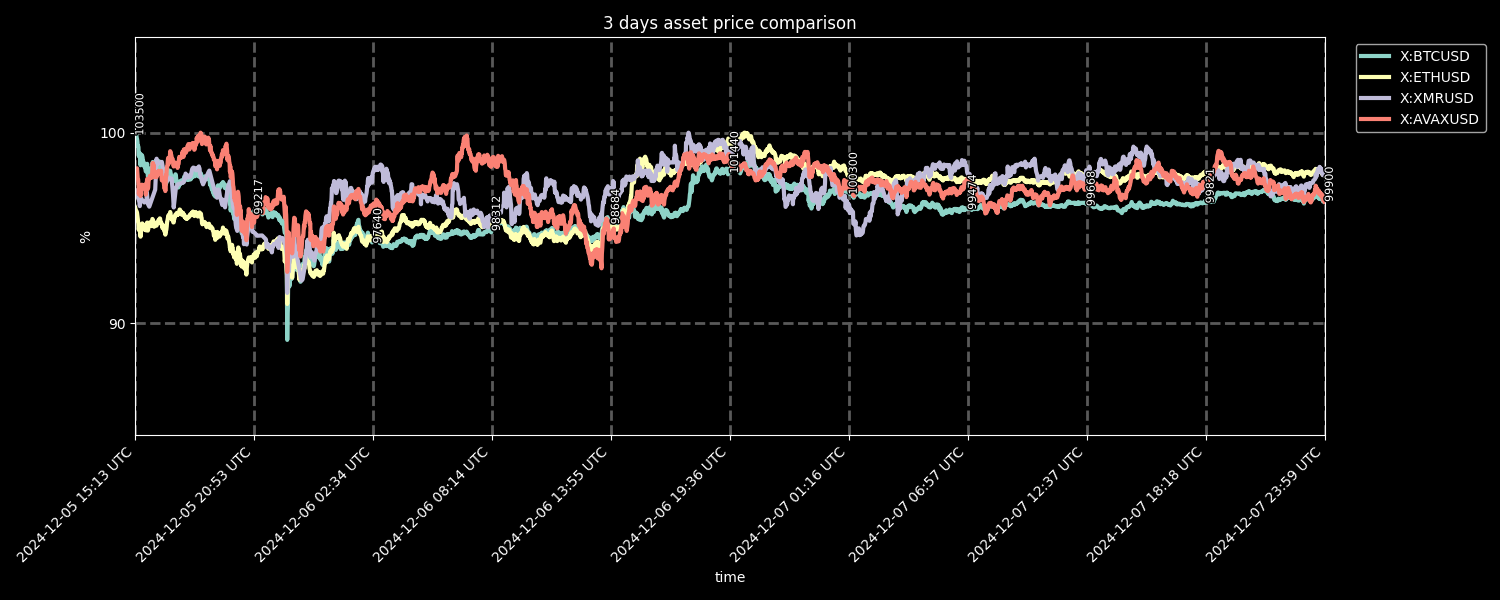 3 days asset price comparison
X:BTCUSD
X:ETHUSD
X:XMRUSD
X:AVAXUSD
%
100
90
103500
99217
97640
98312
98684
101440
100300
99474
99668
99821
99900
2024-12-05 15:13 UTC
2024-12-05 20:53 UTC
2024-12-06 02:34 UTC
2024-12-06 08:14 UTC
2024-12-06 13:55 UTC
2024-12-06 19:36 UTC
2024-12-07 01:16 UTC
2024-12-07 06:57 UTC
2024-12-07 12:37 UTC
2024-12-07 18:18 UTC
2024-12-07 23:59 UTC
time